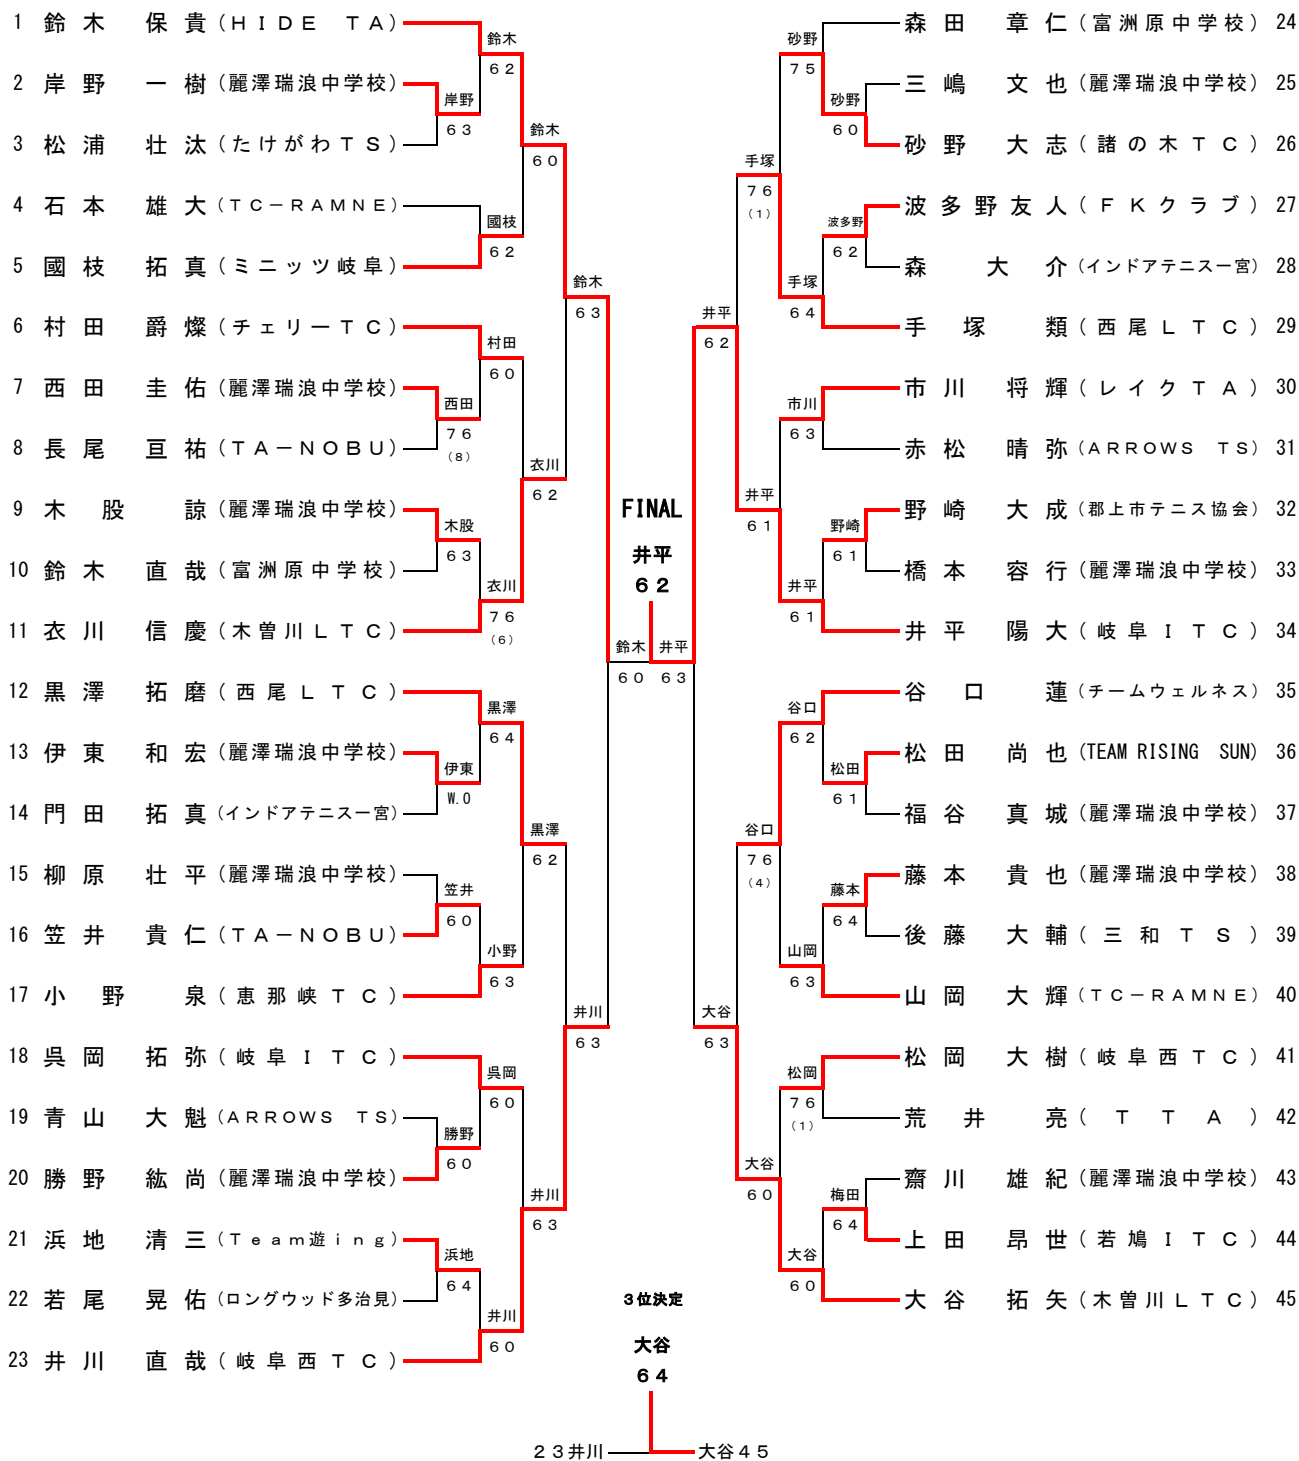 1 鈴木 保貴(HIDE TA)
2 岸野 一樹(麗澤瑞浪中学校)
3 松浦 壮汰(たけがわTS)
4 石本 雄大(TC-RAMNE)
5 國枝 拓真(ミニッツ岐阜)
6 村田 爵燦(チェリーTC)
7 西田 圭佑(麗澤瑞浪中学校)
8 長尾 亘祐(TA-NOBU)
9 木股 諒(麗澤瑞浪中学校)
10 鈴木 直哉(富洲原中学校)
11 衣川 信慶(木曽川LTC)
12 黒澤 拓磨(西尾LTC)
13 伊東 和宏(麗澤瑞浪中学校)
14 門田 拓真(インドアテニス一宮)
15 柳原 壮平(麗澤瑞浪中学校)
16 笠井 貴仁(TA-NOBU)
17 小野 泉(恵那峡TC)
18 呉岡 拓弥(岐阜ITC)
19 青山 大魁(ARROWS TS)
20 勝野 紘尚(麗澤瑞浪中学校)
21 浜地 清三(Team遊ing)
22 若尾 晃佑(ロングウッド多治見)
23 井川 直哉(岐阜西TC)
岸野
63
西田
76
(8)
木股
63
伊東
W.0
笠井
60
勝野
60
浜地
64
鈴木
62
國枝
62
村田
60
衣川
76
(6)
黒澤
64
小野
63
呉岡
60
井川
60
鈴木
60
衣川
62
黒澤
62
井川
63
鈴木
63
井川
63
鈴木
60
FINAL
井平
62
井平
63
3位決定
大谷
64
23井川
大谷45
井平
62
大谷
63
手塚
76
(1)
井平
61
谷口
76
(4)
大谷
60
砂野
75
手塚
64
市川
63
井平
61
谷口
62
山岡
63
松岡
76
(1)
大谷
60
砂野
60
波多野
62
野崎
61
松田
61
藤本
64
梅田
64
森田 章仁(富洲原中学校) 24
三嶋 文也(麗澤瑞浪中学校) 25
砂野 大志(諸の木TC) 26
波多野友人(FKクラブ) 27
森 大介(インドアテニス一宮) 28
手塚 類(西尾LTC) 29
市川 将輝(レイクTA) 30
赤松 晴弥(ARROWS TS) 31
野崎 大成(郡上市テニス協会) 32
橋本 容行(麗澤瑞浪中学校) 33
井平 陽大(岐阜ITC) 34
谷口 蓮(チームウェルネス) 35
松田 尚也(TEAM RISING SUN) 36
福谷 真城(麗澤瑞浪中学校) 37
藤本 貴也(麗澤瑞浪中学校) 38
後藤 大輔(三和TS) 39
山岡 大輝(TC-RAMNE) 40
松岡 大樹(岐阜西TC) 41
荒井 亮(TTA) 42
齋川 雄紀(麗澤瑞浪中学校) 43
上田 昂世(若鳩ITC) 44
大谷 拓矢(木曽川LTC) 45